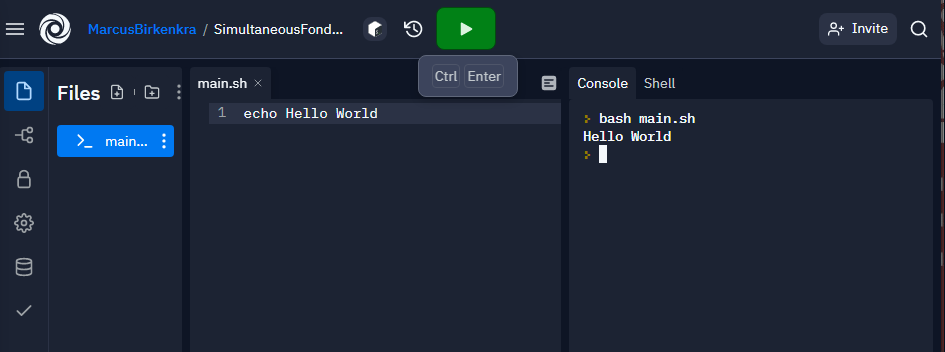 MarcusBirkenkra / SimultaneousFond...
Invite
Ctrl Enter
Files
main...
main.sh
1 echo Hello World
Console Shell
bash main.sh
Hello World